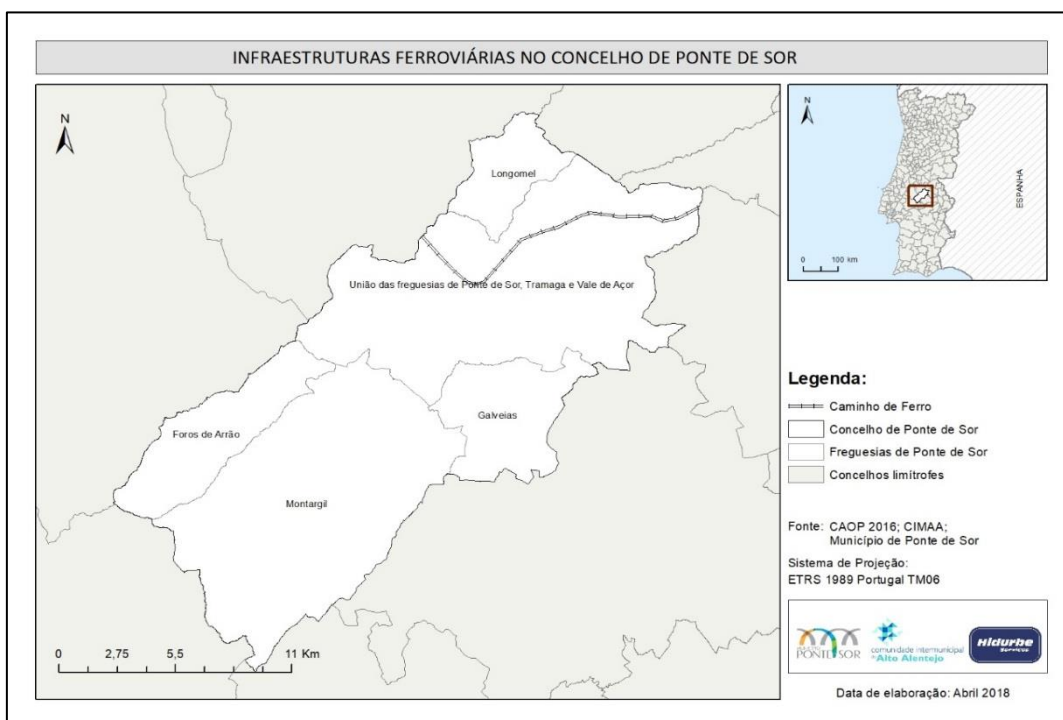 INFRAESTRUTURAS FERROVIÁRIAS NO CONCELHO DE PONTE DE SOR
N
Longomel
União das freguesias de Ponte de Sor, Tramaga e Vale de Açor
Galveias
Foros de Arrão
Montargil
0 2,75 5,5 11 Km
N
ESPANHA
0 100 km
Legenda:
Caminho de Ferro
Concelho de Ponte de Sor
Freguesias de Ponte de Sor
Concelhos limítrofes
Fonte: CAOP 2016; CIMAA;
Município de Ponte de Sor
Sistema de Projeção:
ETRS 1989 Portugal TM06
PONTE SOR
comunidade intermunicipal
Alto Alentejo
Hidurbe
Serviços
Data de elaboração: Abril 2018